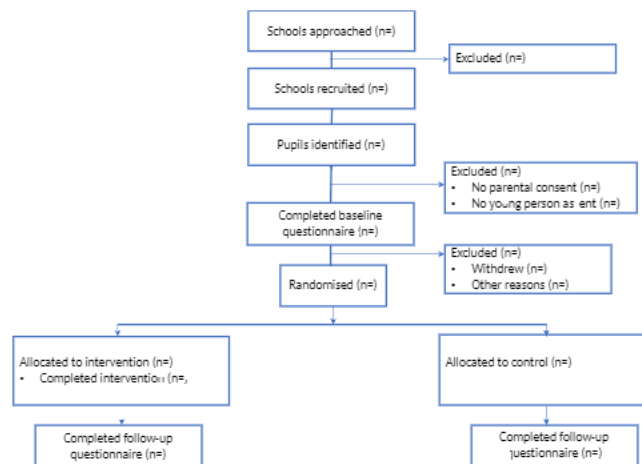 Schools approached (n=)
Excluded (n=)
Schools recruited (n=)
Pupils identified (n=)
Excluded (n=)
• No parental consent (n=)
• No young person as ent (n=)
Completed baseline
questionnaire (n=)
Excluded (n=)
• Withdrew (n=)
• Other reasons (n=)
Randomised (n=)
Allocated to intervention (n=)
• Completed intervention (n=,
Allocated to control (n=)
Completed follow-up
questionnaire (n=)
Completed follow-up
questionnaire (n=)